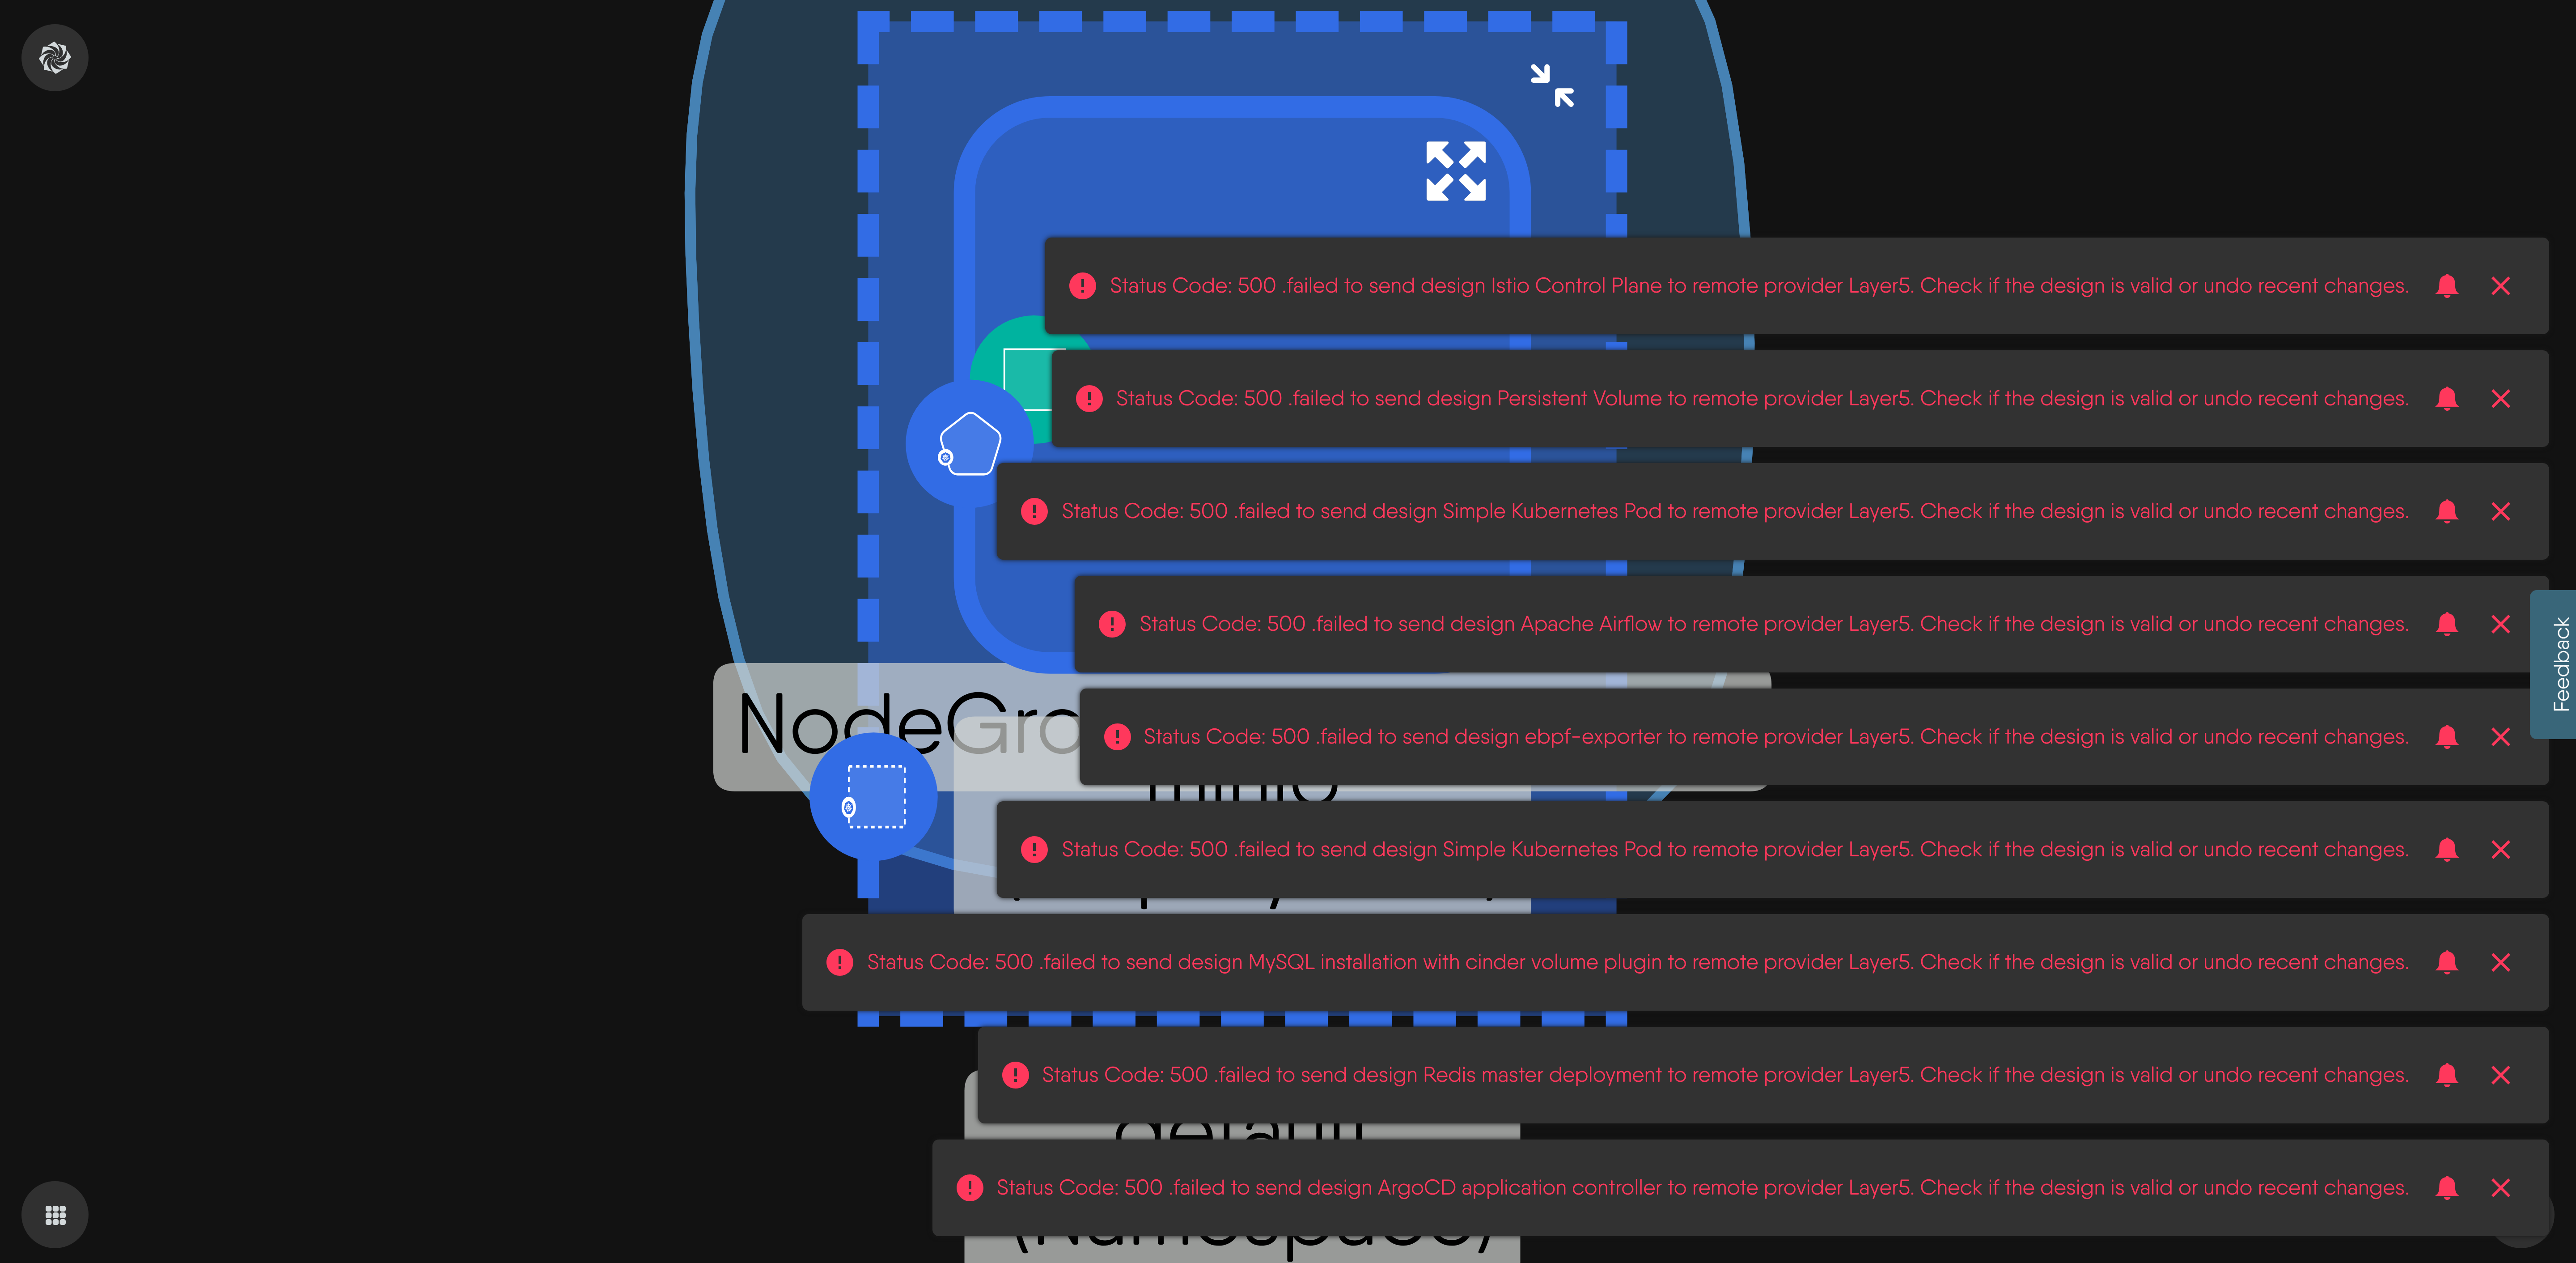 Status Code: 500 .failed to send design Istio Control Plane to remote provider Layer5. Check if the design is valid or undo recent changes.
Status Code: 500 .failed to send design Persistent Volume to remote provider Layer5. Check if the design is valid or undo recent changes.
Status Code: 500 .failed to send design Simple Kubernetes Pod to remote provider Layer5. Check if the design is valid or undo recent changes.
Status Code: 500 .failed to send design Apache Airflow to remote provider Layer5. Check if the design is valid or undo recent changes.
Feedback
Status Code: 500 .failed to send design ebpf-exporter to remote provider Layer5. Check if the design is valid or undo recent changes.
Status Code: 500 .failed to send design Simple Kubernetes Pod to remote provider Layer5. Check if the design is valid or undo recent changes.
Status Code: 500 .failed to send design MySQL installation with cinder volume plugin to remote provider Layer5. Check if the design is valid or undo recent changes.
Status Code: 500 .failed to send design Redis master deployment to remote provider Layer5. Check if the design is valid or undo recent changes.
Status Code: 500 .failed to send design ArgoCD application controller to remote provider Layer5. Check if the design is valid or undo recent changes.